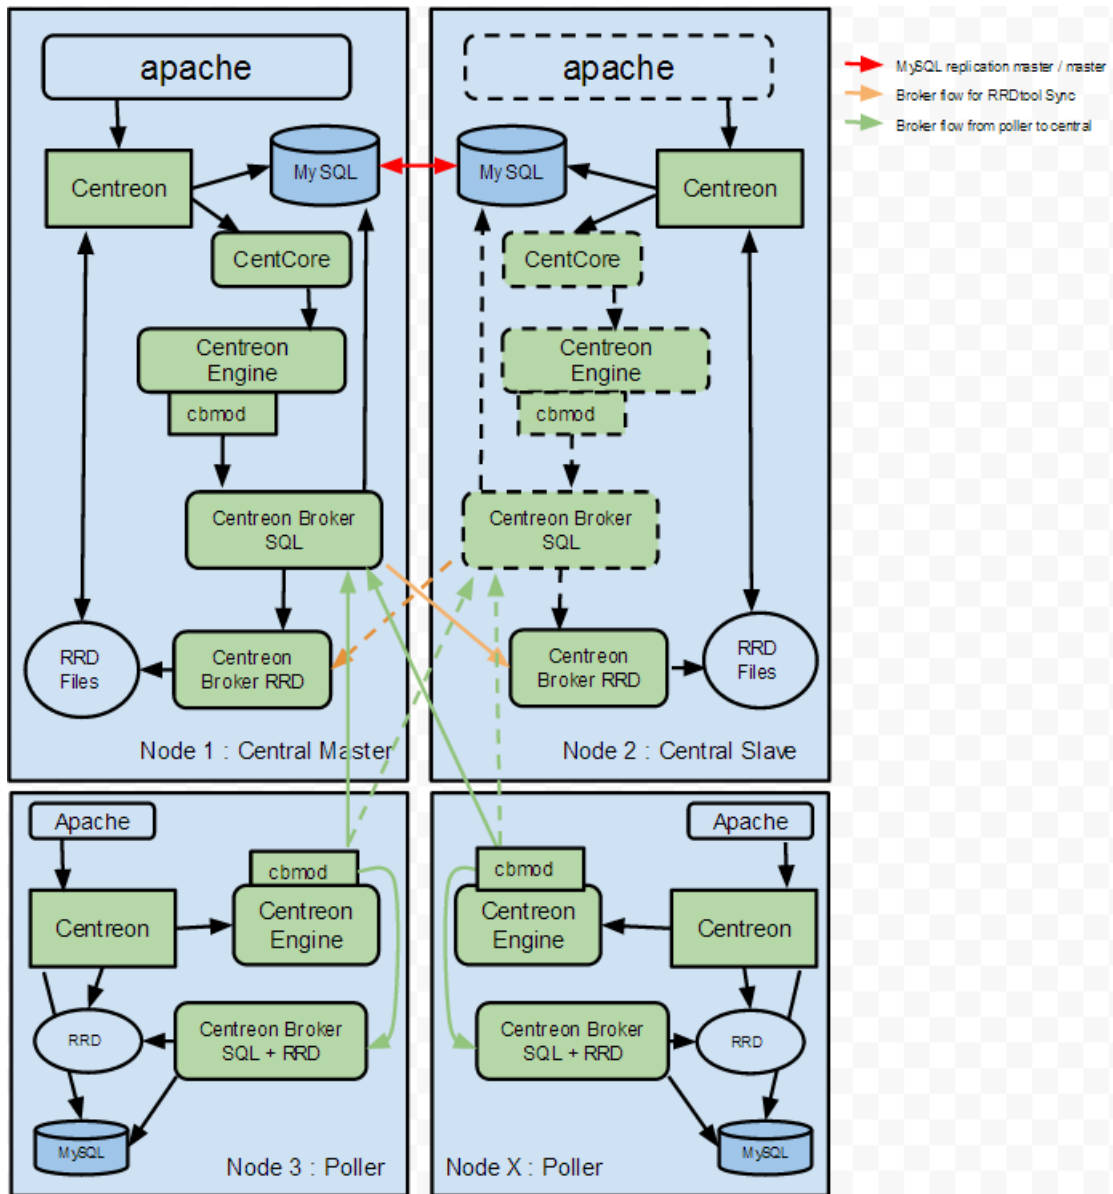 apache
Centreon
MySQL
CentCore
Centreon
Engine
cbmod
Centreon Broker
SQL
RRD
Files
Centreon
Broker RRD
Node 1 : Central Master
apache
MySQL
Centreon
CentCore
Centreon
Engine
cbmod
Centreon Broker
SQL
Centreon
Broker RRD
RRD
Files
Node 2 : Central Slave
MySQL replication master / master
Broker flow for RRDtool Sync
Broker flow from poller to central
Apache
cbmod
Centreon
Centreon
Engine
RRD
Centreon Broker
SQL + RRD
MySQL
Node 3 : Poller
Apache
cbmod
Centreon
Engine
Centreon
Centreon Broker
SQL + RRD
RRD
MySQL
Node X : Poller